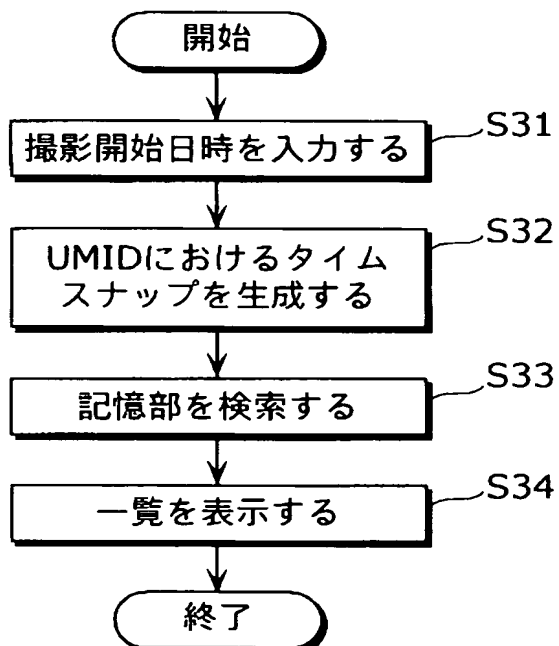 開始
撮影開始日時を入力する
S31
UMIDにおけるタイム
スナップを生成する
S32
記憶部を検索する
S33
一覧を表示する
S34
終了